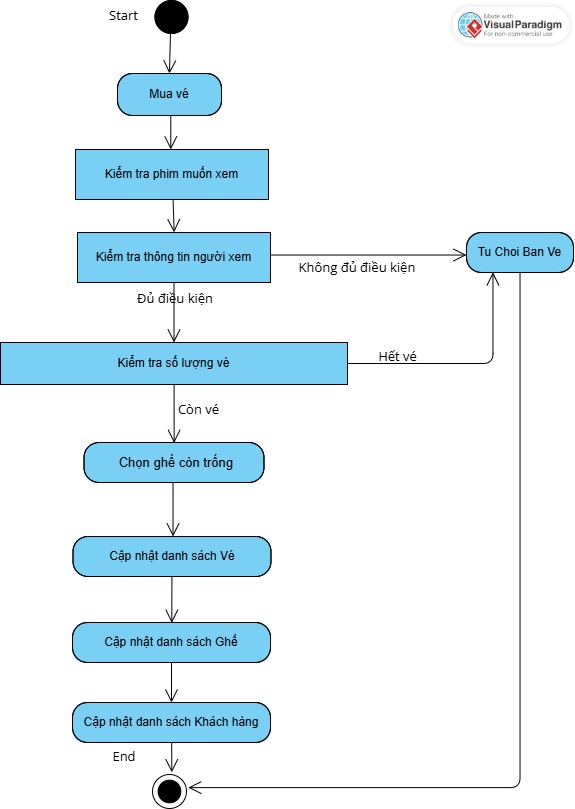 Start
Made with
Visual Paradigm
For non-commercial use
Mua vé
Kiểm tra phim muốn xem
Kiểm tra thông tin người xem
Tu Choi Ban Ve
Không đủ điều kiện
Đủ điều kiện
Kiểm tra số lượng vé
Hết vé
Còn vé
Chọn ghế còn trống
Cập nhật danh sách Vé
Cập nhật danh sách Ghế
Cập nhật danh sách Khách hàng
End